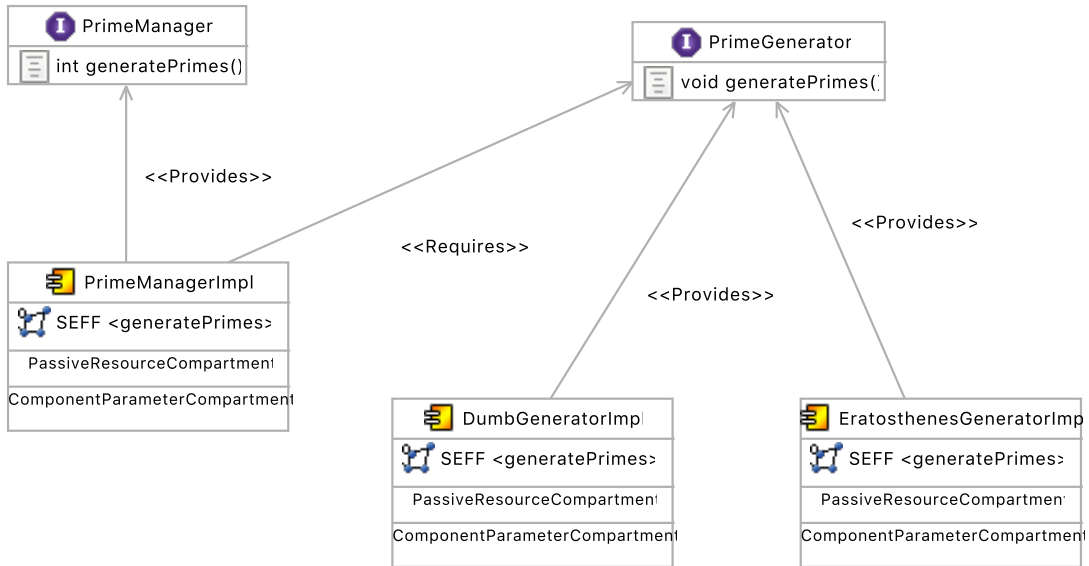 PrimeManager
int generatePrimes()
PrimeGenerator
void generatePrimes()
<<Provides>>
<<Requires>>
<<Provides>>
<<Provides>>
PrimeManagerImpl
SEFF <generatePrimes>
PassiveResourceCompartment
ComponentParameterCompartment
DumbGeneratorImpl
SEFF <generatePrimes>
PassiveResourceCompartment
ComponentParameterCompartment
EratosthenesGeneratorImp
SEFF <generatePrimes>
PassiveResourceCompartment
ComponentParameterCompartment